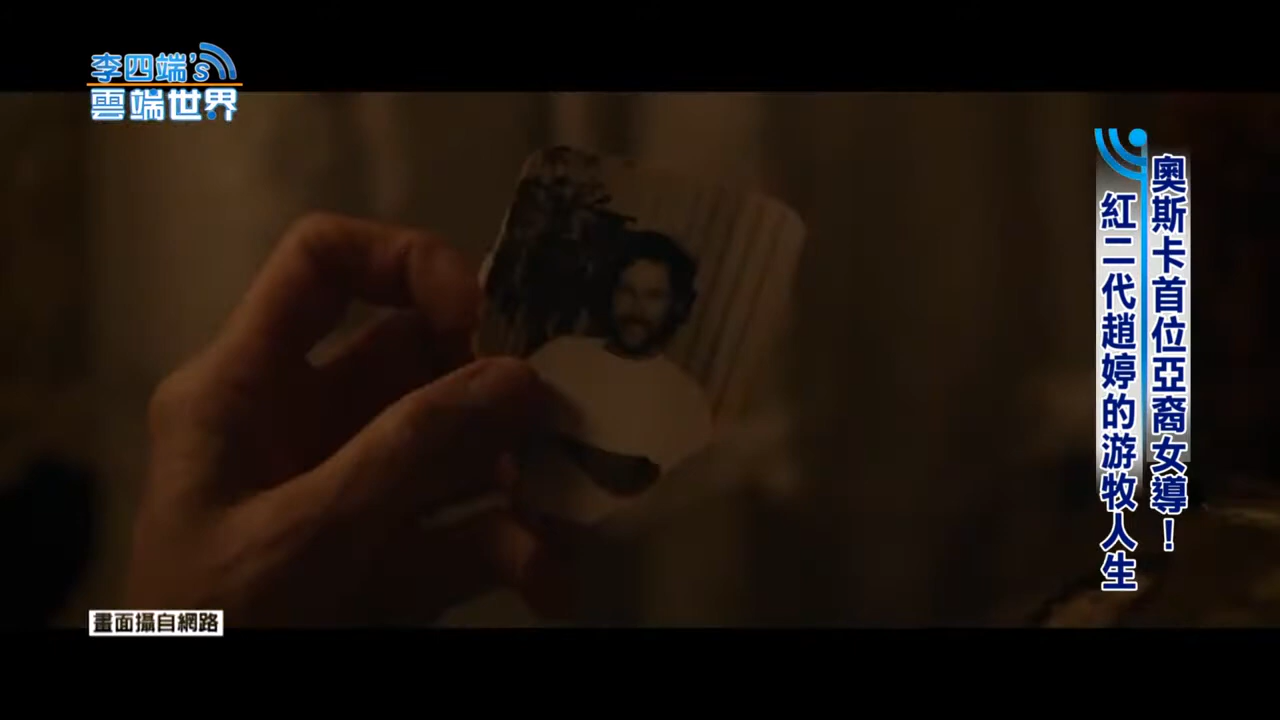 李四端's
雲端世界
奧斯卡首位亞裔女導！
紅二代趙婷的游牧人生
畫面攝自網路